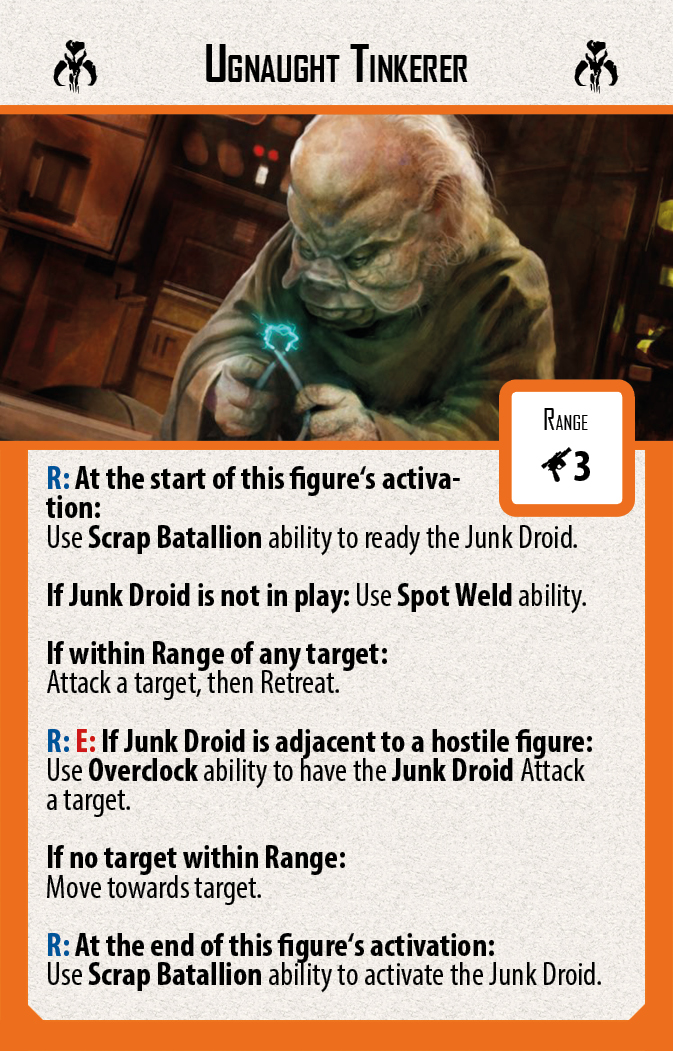 Ugnaught Tinkerer
Range
3
R: At the start of this figure‘s activa-
tion:
Use Scrap Batallion ability to ready the Junk Droid.
If Junk Droid is not in play: Use Spot Weld ability.
If within Range of any target:
Attack a target, then Retreat.
R: E: If Junk Droid is adjacent to a hostile figure:
Use Overclock ability to have the Junk Droid Attack
a target.
If no target within Range:
Move towards target.
R: At the end of this figure‘s activation:
Use Scrap Batallion ability to activate the Junk Droid.